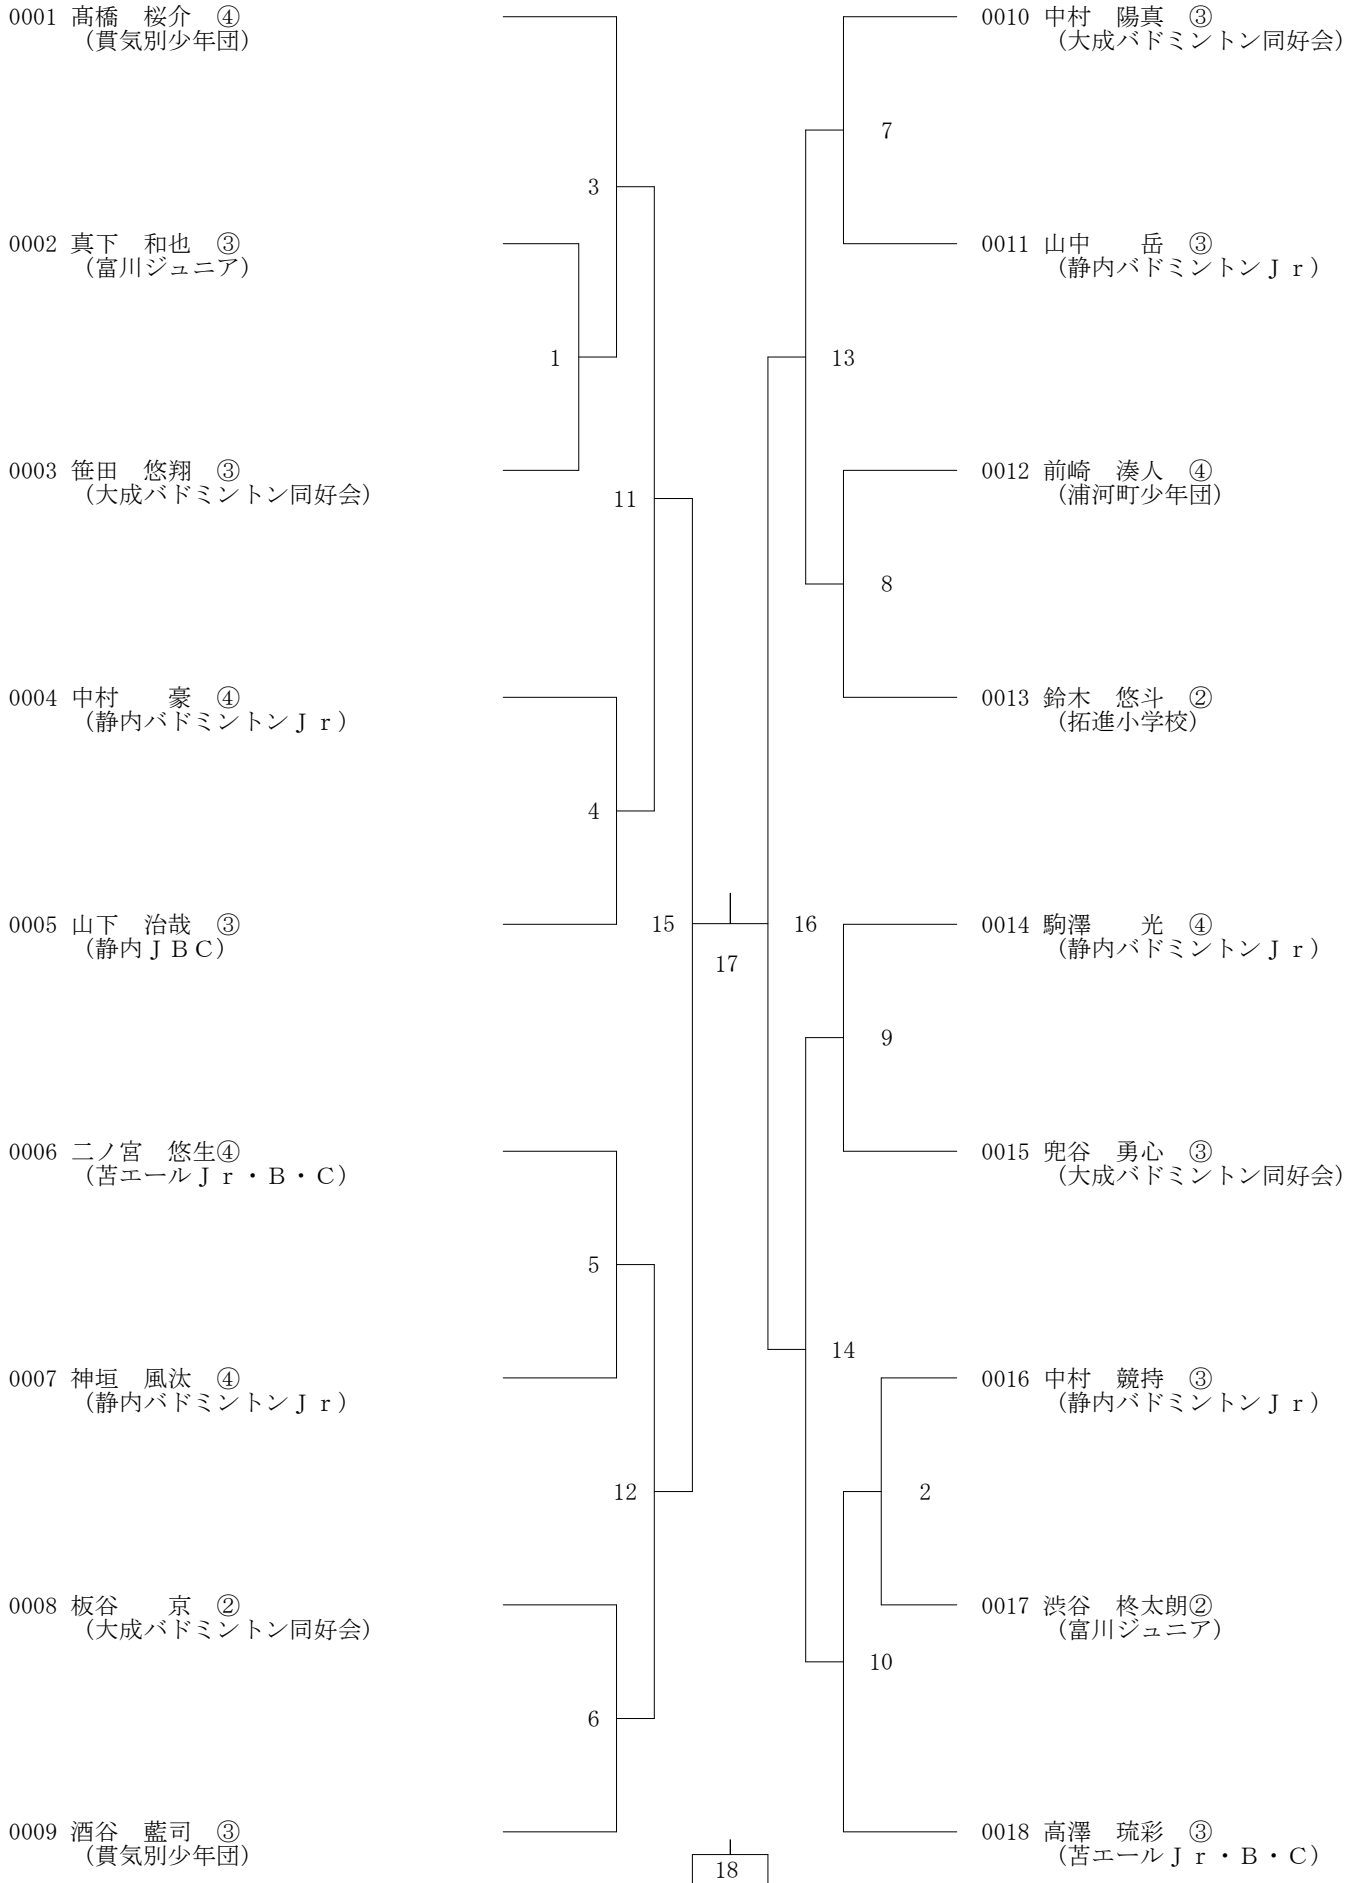 0001 髙橋　桜介　④
（貫気別少年団）
0002 真下　和也　③
（富川ジュニア）
0003 笹田　悠翔　③
（大成バドミントン同好会）
0004 中村　　豪　④
（静内バドミントンＪｒ）
0005 山下　治哉　③
（静内ＪＢＣ）
0006 二ノ宮　悠生④
（苫エールＪｒ・Ｂ・Ｃ）
0007 神垣　風汰　④
（静内バドミントンＪｒ）
0008 板谷　　京　②
（大成バドミントン同好会）
0009 酒谷　藍司　③
（貫気別少年団）
3
1
11
4
15
5
12
6
17
18
7
13
8
16
9
14
2
10
0010 中村　陽真　③
（大成バドミントン同好会）
0011 山中　　岳　③
（静内バドミントンＪｒ）
0012 前崎　湊人　④
（浦河町少年団）
0013 鈴木　悠斗　②
（拓進小学校）
0014 駒澤　　光　④
（静内バドミントンＪｒ）
0015 兜谷　勇心　③
（大成バドミントン同好会）
0016 中村　競持　③
（静内バドミントンＪｒ）
0017 渋谷　柊太朗②
（富川ジュニア）
0018 高澤　琉彩　③
（苫エールＪｒ・Ｂ・Ｃ）